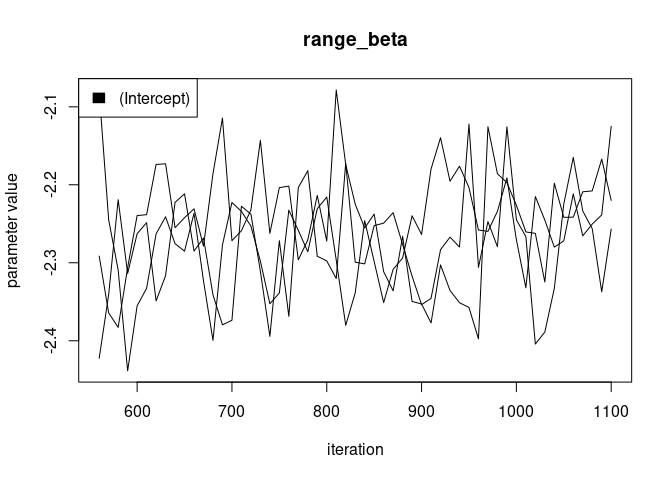 range_beta
(Intercept)
-2.1
-2.2
-2.3
-2.4
parameter value
600 700 800 900 1000 1100
iteration